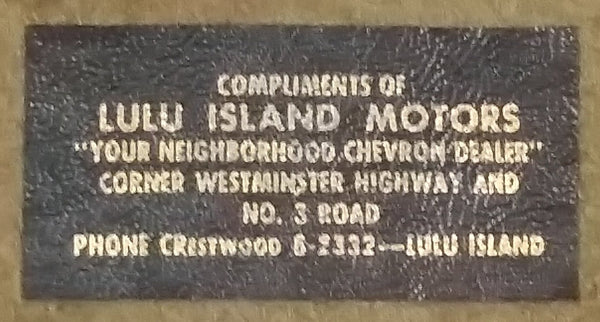 COMPLIMENTS OF
LULU ISLAND MOTORS
"YOUR NEIGHBORHOOD CHEVRON DEALER"
CORNER WESTMINSTER HIGHWAY AND
NO. 3 ROAD
PHONE CRestwood 8-2332—LULU ISLAND